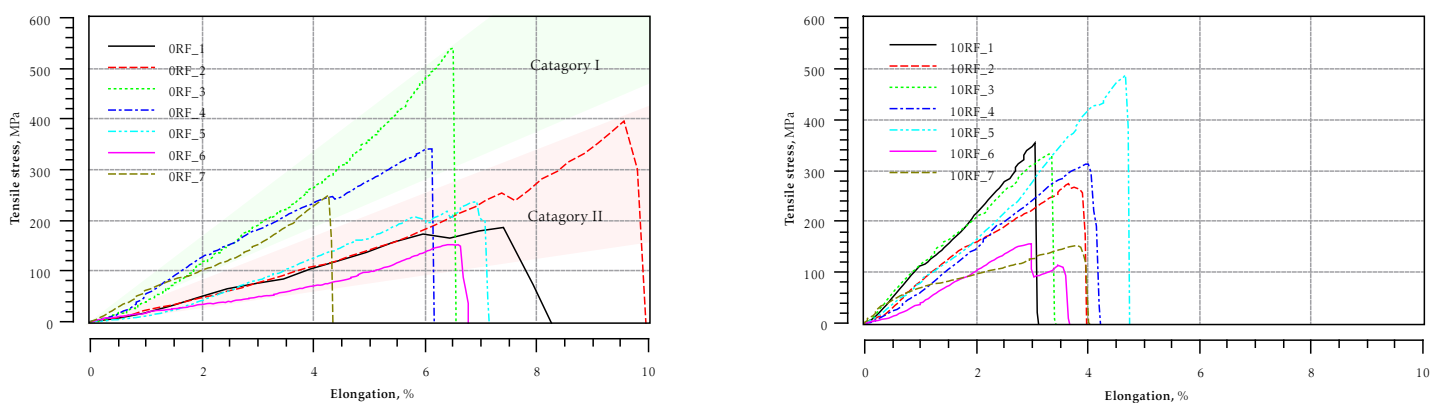 600
500
400
300
200
100
0
Tensile stress, MPa
0RF_1
0RF_2
0RF_3
0RF_4
0RF_5
0RF_6
0RF_7
Catagory I
Catagory II
0 2 4 6 8 10
Elongation, %
600
500
400
300
200
100
0
Tensile stress, MPa
10RF_1
10RF_2
10RF_3
10RF_4
10RF_5
10RF_6
10RF_7
0 2 4 6 8 10
Elongation, %